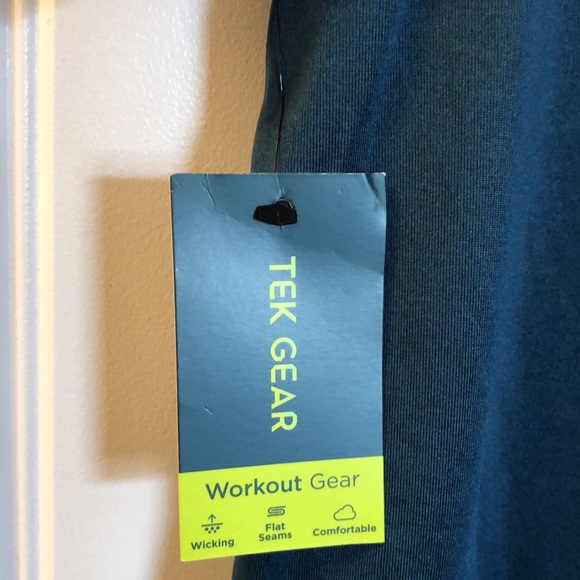 TEK GEAR
Workout Gear
Wicking
Flat
Seams
Comfortable